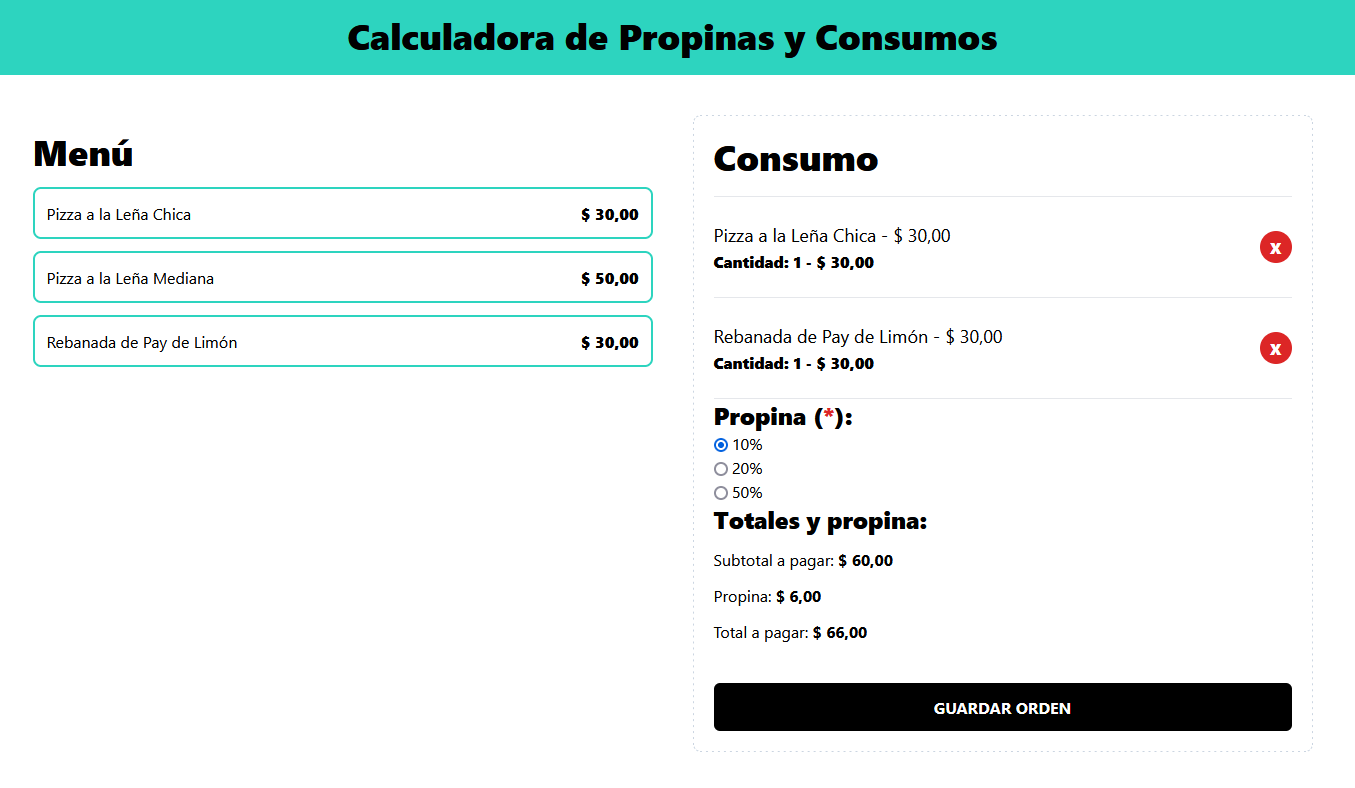 Calculadora de Propinas y Consumos
Menú
Pizza a la Leña Chica $ 30,00
Pizza a la Leña Mediana $ 50,00
Rebanada de Pay de Limón $ 30,00
Consumo
Pizza a la Leña Chica - $ 30,00
Cantidad: 1 - $ 30,00
x
Rebanada de Pay de Limón - $ 30,00
Cantidad: 1 - $ 30,00
x
Propina (*):
10%
20%
50%
Totales y propina:
Subtotal a pagar: $ 60,00
Propina: $ 6,00
Total a pagar: $ 66,00
GUARDAR ORDEN